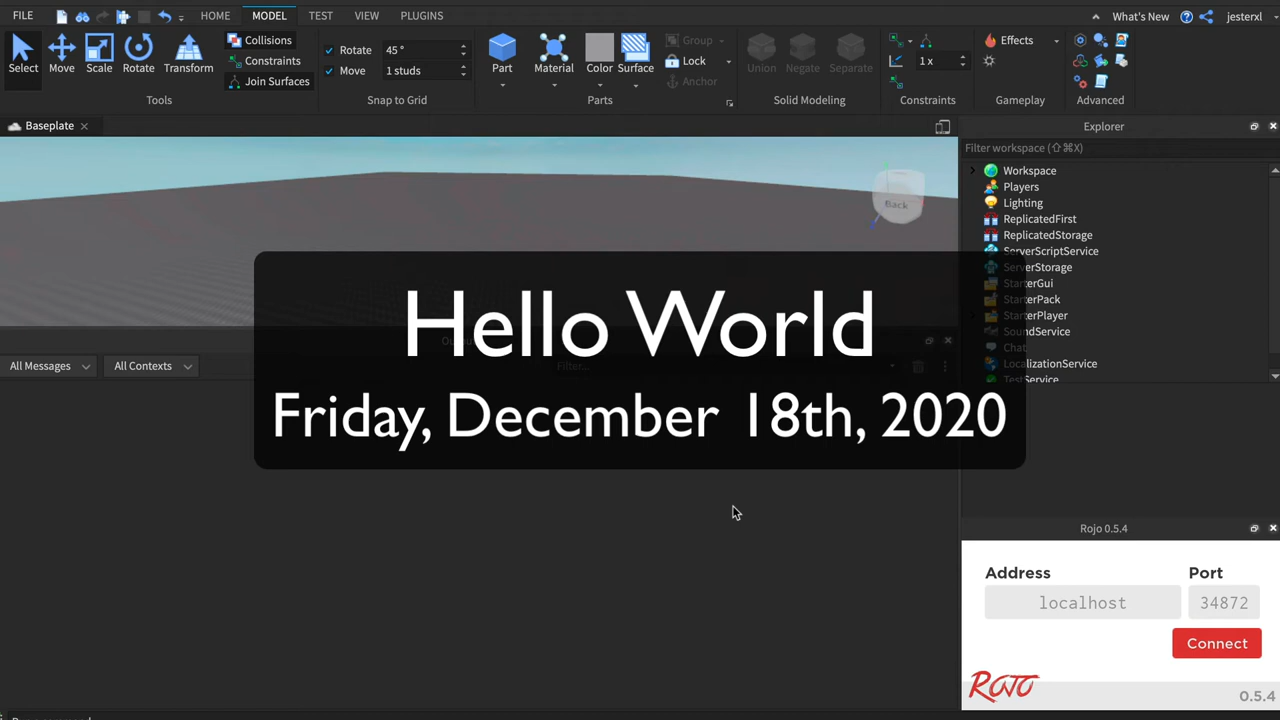 FILE HOME MODEL TEST VIEW PLUGINS What's New jesterxl
Select Move Scale Rotate Transform
Collisions
Constraints
Join Surfaces
Tools
Rotate 45 °
Move 1 studs
Snap to Grid
Part Material Color Surface
Group
Lock
Anchor
Parts
Union Negate Separate
Solid Modeling
1 x
Constraints
Effects
Gameplay
Advanced
Baseplate
Back
Explorer
Filter workspace (⇧⌘X)
Workspace
Players
Lighting
ReplicatedFirst
ReplicatedStorage
ServerScriptService
ServerStorage
StarterGui
StarterPack
StarterPlayer
SoundService
Chat
LocalizationService
TestService
Hello World
Friday, December 18th, 2020
All Messages All Contexts Filter...
Rojo 0.5.4
Address Port
localhost 34872
Connect
Rojo 0.5.4